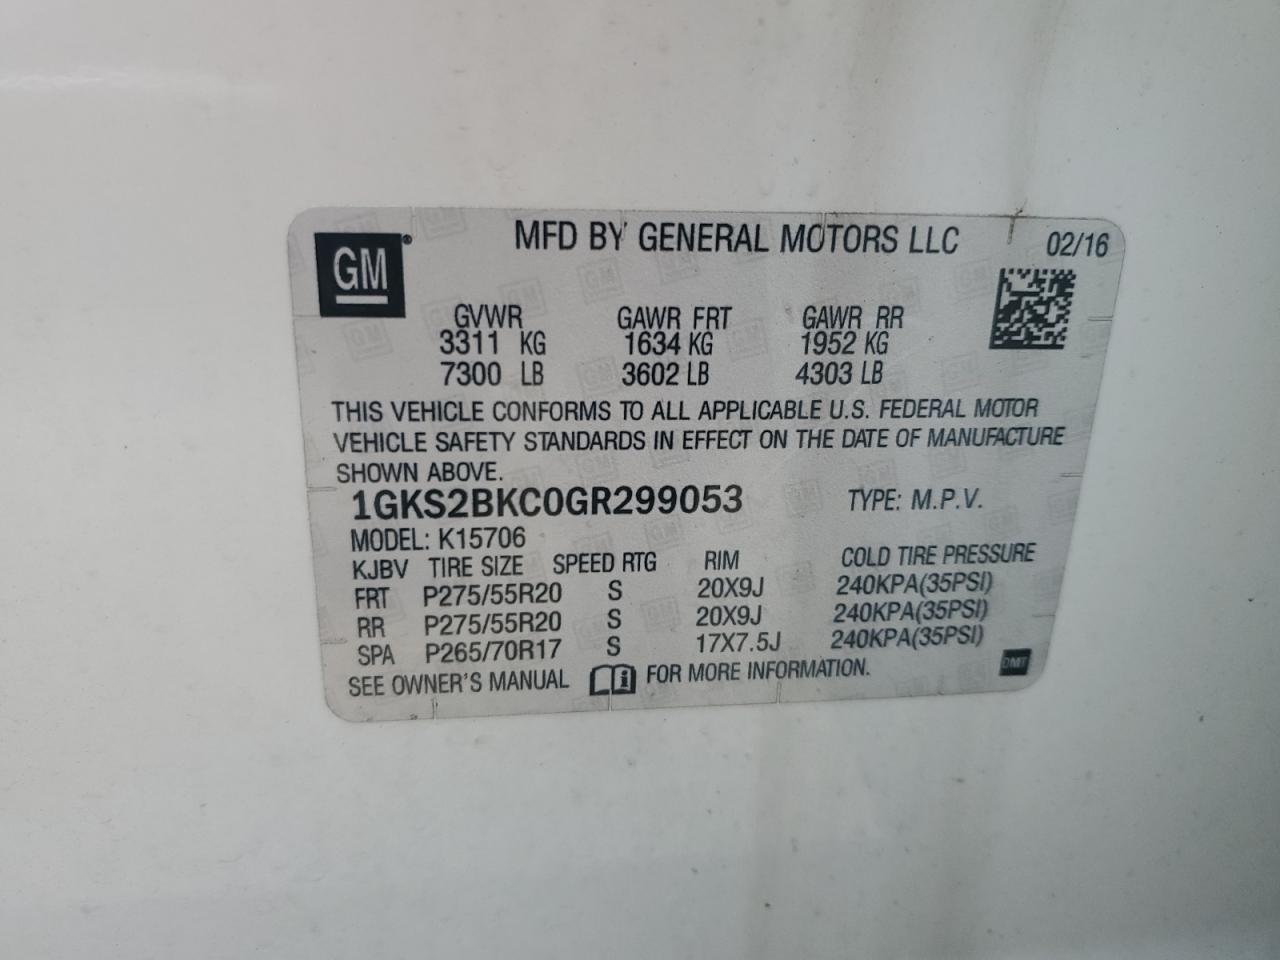 GM® MFD BY GENERAL MOTORS LLC 02/16
GVWR GAWR FRT GAWR RR
3311 KG 1634 KG 1952 KG
7300 LB 3602 LB 4303 LB
THIS VEHICLE CONFORMS TO ALL APPLICABLE U.S. FEDERAL MOTOR
VEHICLE SAFETY STANDARDS IN EFFECT ON THE DATE OF MANUFACTURE
SHOWN ABOVE.
1GKS2BKC0GR299053 TYPE: M.P.V.
MODEL: K15706
KJBV TIRE SIZE SPEED RTG RIM COLD TIRE PRESSURE
FRT P275/55R20 S 20X9J 240KPA(35PSI)
RR P275/55R20 S 20X9J 240KPA(35PSI)
SPA P265/70R17 S 17X7.5J 240KPA(35PSI)
SEE OWNER'S MANUAL i FOR MORE INFORMATION.
DMT